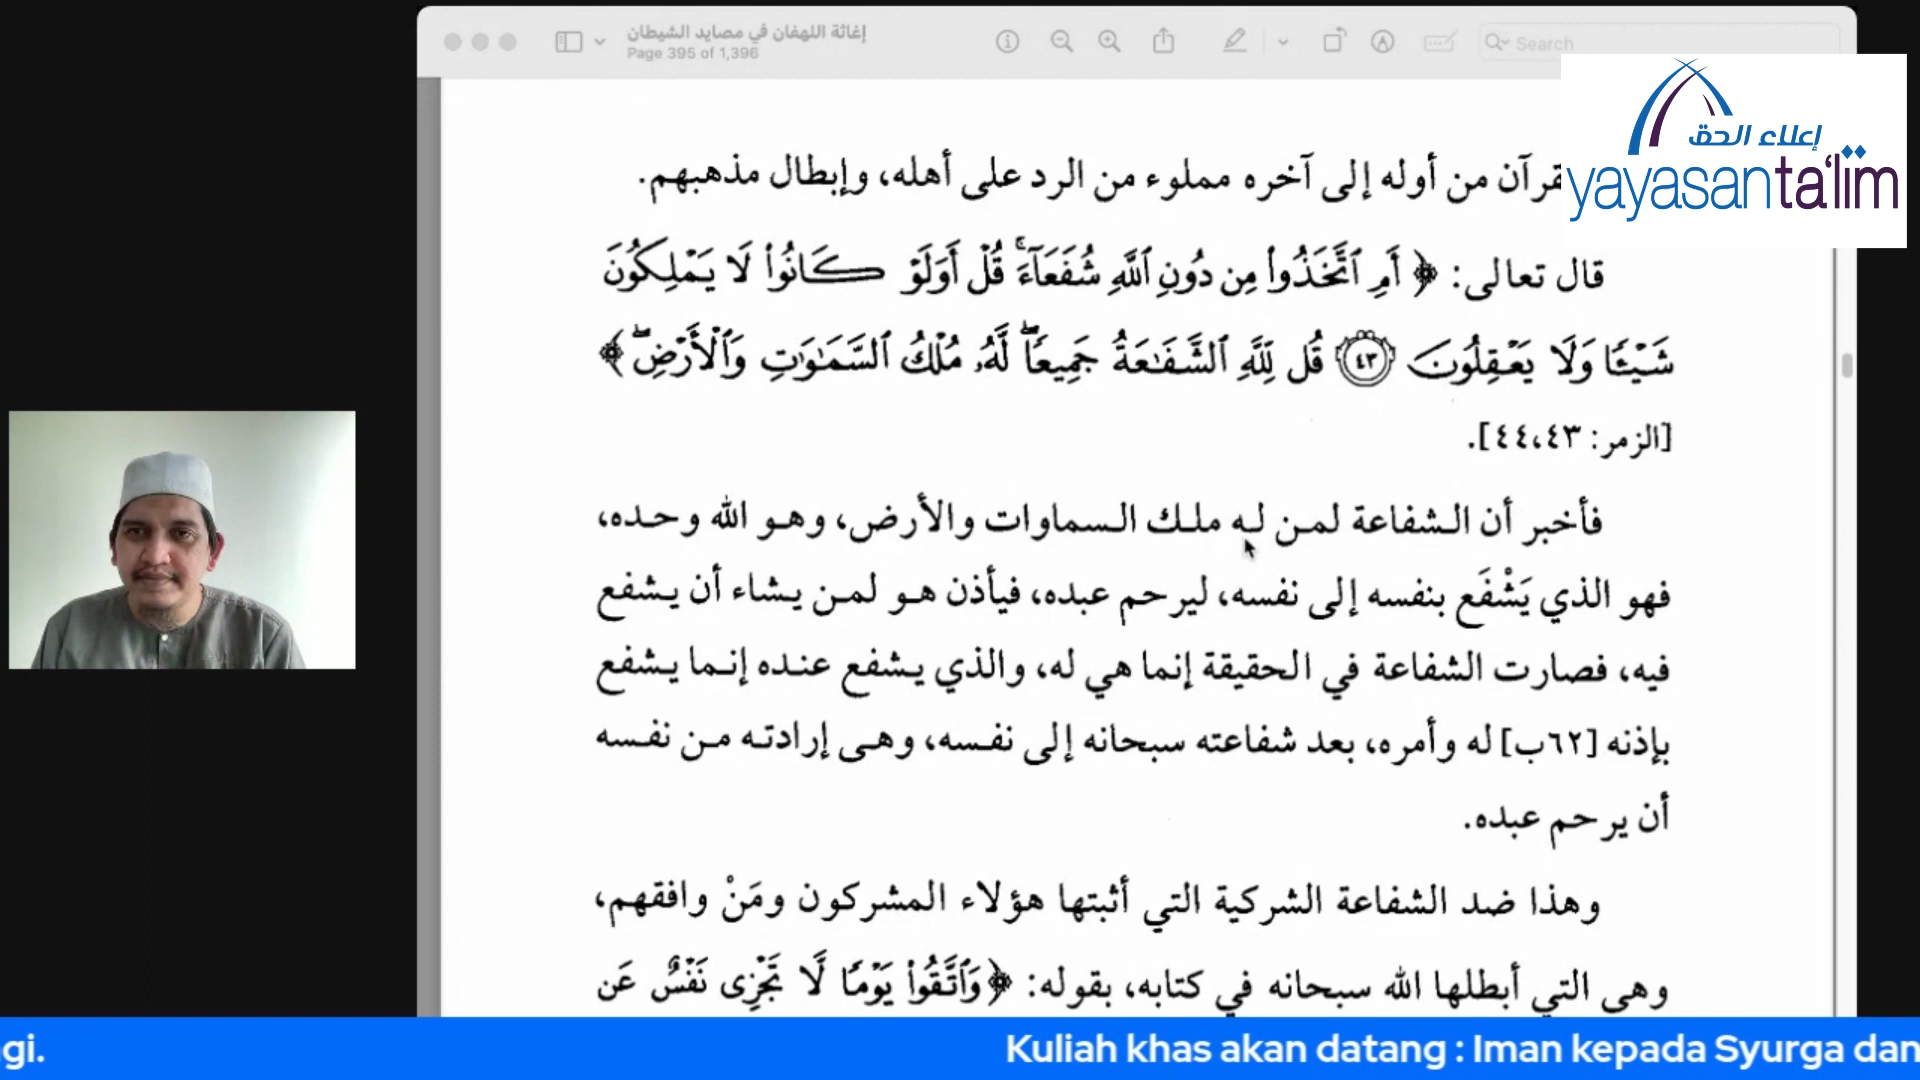 إغاثة اللهفان في مصايد الشيطان
Page 395 of 1,396
Search
إعلاء الحق
yayasanta'lim
قرآن من أوله إلى آخره مملوء من الرد على أهله، وإبطال مذهبهم.
قال تعالى: ﴿أَمِ ٱتَّخَذُوا۟ مِن دُونِ ٱللَّهِ شُفَعَآءَ ۚ قُلْ أَوَلَوْ كَانُوا۟ لَا يَمْلِكُونَ
شَيْـًٔا وَلَا يَعْقِلُونَ ٤٣ قُل لِّلَّهِ ٱلشَّفَـٰعَةُ جَمِيعًا ۖ لَّهُۥ مُلْكُ ٱلسَّمَـٰوَٰتِ وَٱلْأَرْضِ ۖ﴾
[الزمر: ٤٤،٤٣].
فأخبر أن الشفاعة لمن له ملك السماوات والأرض، وهو الله وحده،
فهو الذي يَشْفَع بنفسه إلى نفسه، ليرحم عبده، فيأذن هو لمن يشاء أن يشفع
فيه، فصارت الشفاعة في الحقيقة إنما هي له، والذي يشفع عنده إنما يشفع
بإذنه [٦٢ب] له وأمره، بعد شفاعته سبحانه إلى نفسه، وهى إرادته من نفسه
أن يرحم عبده.
وهذا ضد الشفاعة الشركية التي أثبتها هؤلاء المشركون ومَنْ وافقهم،
وهى التي أبطلها الله سبحانه في كتابه، بقوله: ﴿وَٱتَّقُوا۟ يَوْمًا لَّا تَجْزِى نَفْسٌ عَن
gi.
Kuliah khas akan datang : Iman kepada Syurga dan